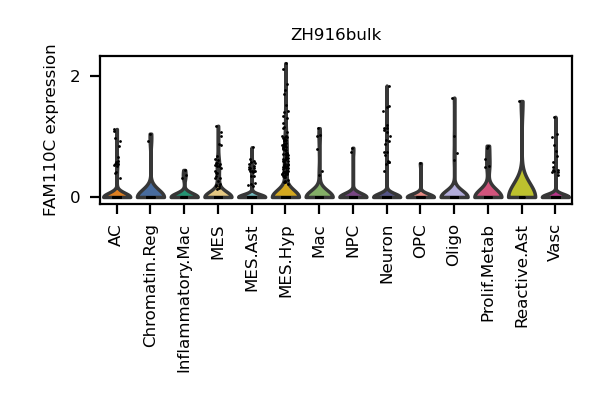 ZH916bulk
FAM110C expression
2
0
AC
Chromatin.Reg
Inflammatory.Mac
MES
MES.Ast
MES.Hyp
Mac
NPC
Neuron
OPC
Oligo
Prolif.Metab
Reactive.Ast
Vasc